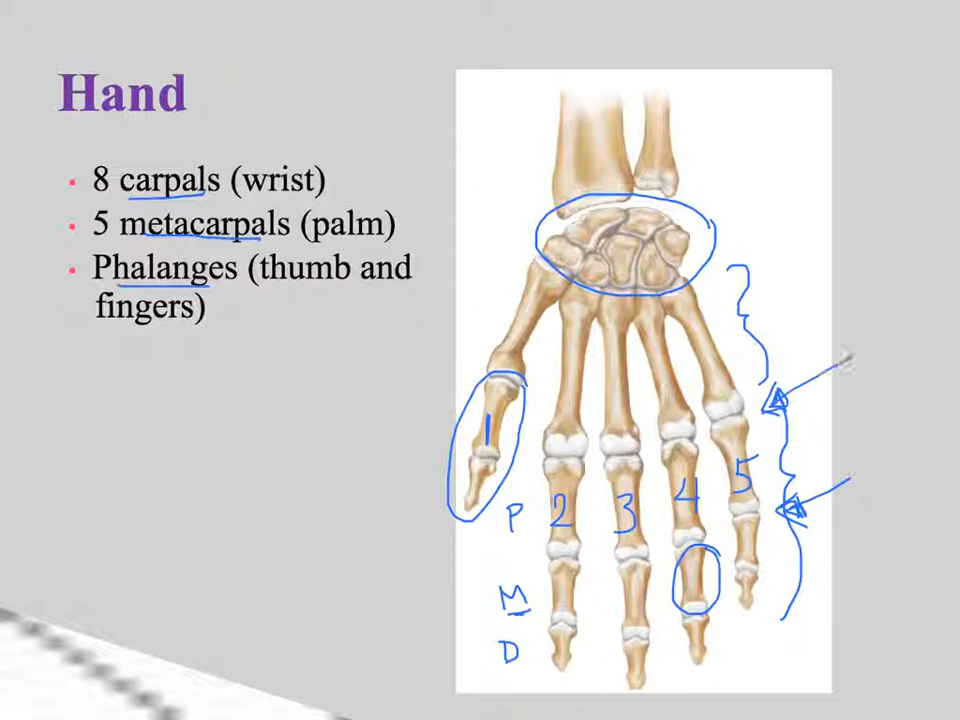 Hand
• 8 carpals (wrist)
• 5 metacarpals (palm)
• Phalanges (thumb and
fingers)
1
2 3 4 5
P
M
D